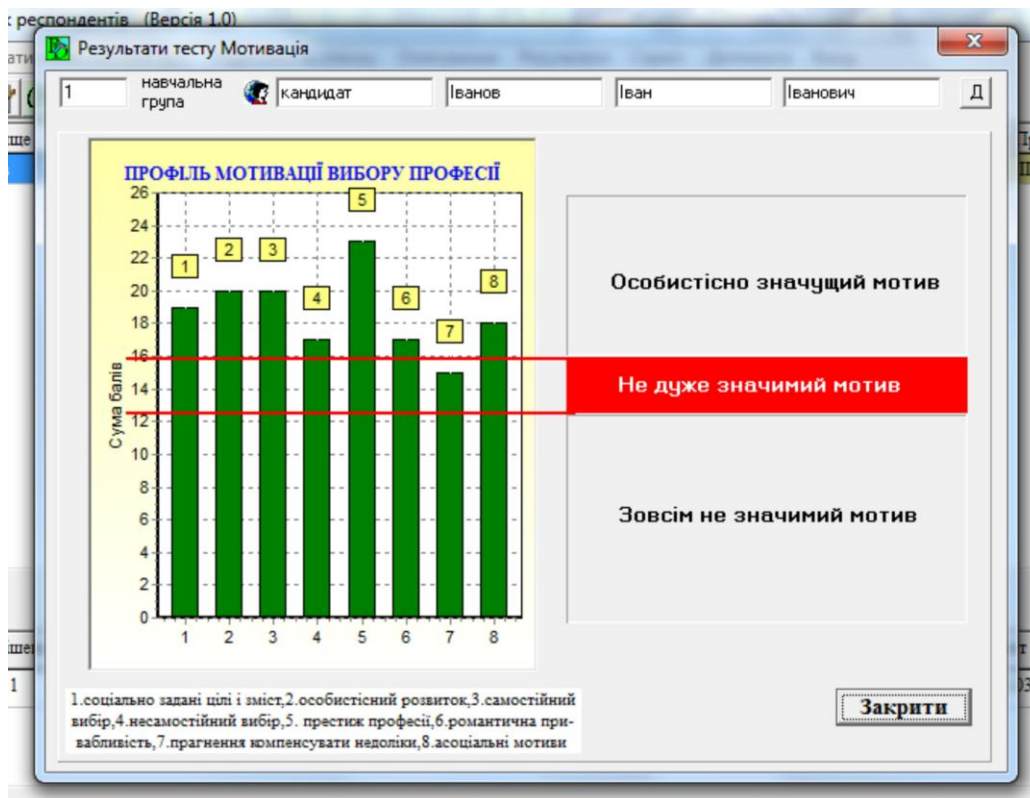 к респондентів (Версія 1.0)
Результати тесту Мотивація
1
навчальна
група
кандидат
Іванов
Іван
Іванович
Д
ПРОФІЛЬ МОТИВАЦІЇ ВИБОРУ ПРОФЕСІЇ
Сума балів
26
24
22
20
18
16
14
12
10
8
6
4
2
0
1
2
3
4
5
6
7
8
1 2 3 4 5 6 7 8
Особистісно значущий мотив
Не дуже значимий мотив
Зовсім не значимий мотив
1.соціально задані цілі і зміст,2.особистісний розвиток,3.самостійний
вибір,4.несамостійний вибір,5. престиж професії,6.романтична при-
вабливість,7.прагнення компенсувати недоліки,8.асоціальні мотиви
Закрити
1